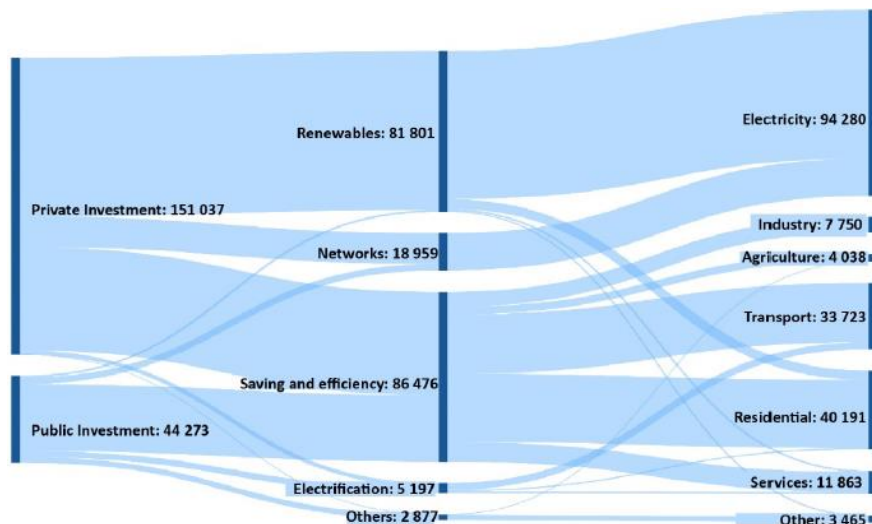 Private Investment: 151 037
Public Investment: 44 273
Renewables: 81 801
Networks: 18 959
Saving and efficiency: 86 476
Electrification: 5 197
Others: 2 877
Electricity: 94 280
Industry: 7 750
Agriculture: 4 038
Transport: 33 723
Residential: 40 191
Services: 11 863
Other: 3 465